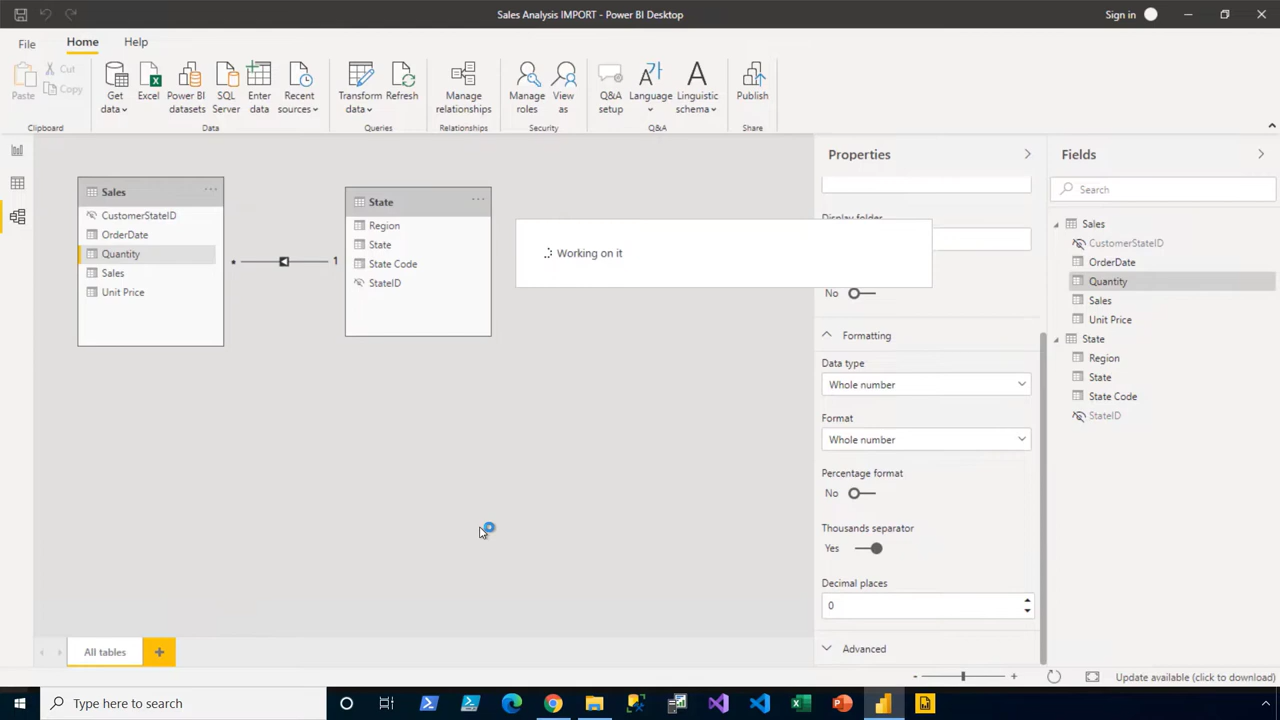 Sales Analysis IMPORT - Power BI Desktop
Sign in
File
Home
Help
Paste
Cut
Copy
Get data
Excel
Power BI datasets
SQL Server
Enter data
Recent sources
Transform data
Refresh
Manage relationships
Manage roles
View as
Q&A setup
Language
Linguistic schema
Publish
Clipboard
Data
Queries
Relationships
Security
Q&A
Share
Sales
CustomerStateID
OrderDate
Quantity
Sales
Unit Price
1
State
Region
State
State Code
StateID
Working on it
Properties
Display folder
No
Formatting
Data type
Whole number
Format
Whole number
Percentage format
No
Thousands separator
Yes
Decimal places
0
Advanced
Fields
Search
Sales
CustomerStateID
OrderDate
Quantity
Sales
Unit Price
State
Region
State
State Code
StateID
All tables
Update available (click to download)
Type here to search